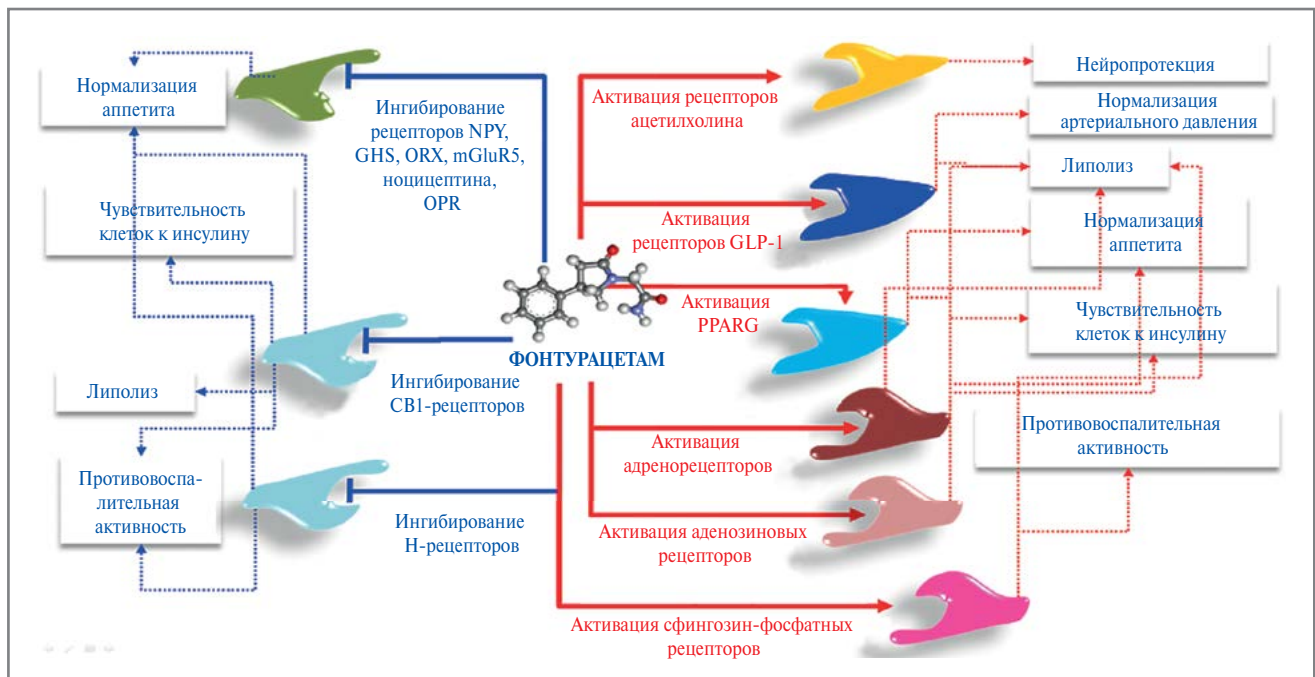 Нормализация
аппетита
Чувствительность
клеток к инсулину
Липолиз
Противовоспа-
лительная
активность
Ингибирование
рецепторов NPY,
GHS, ORX, mGluR5,
ноцицептина,
OPR
Ингибирование
CB1-рецепторов
Ингибирование
H-рецепторов
ФОНТУРАЦЕТАМ
Активация рецепторов
ацетилхолина
Активация
рецепторов GLP-1
Активация
PPARG
Активация
адренорецепторов
Активация аденозиновых
рецепторов
Активация сфингозин-фосфатных
рецепторов
Нейропротекция
Нормализация
артериального давления
Липолиз
Нормализация
аппетита
Чувствительность
клеток к инсулину
Противовоспалительная
активность